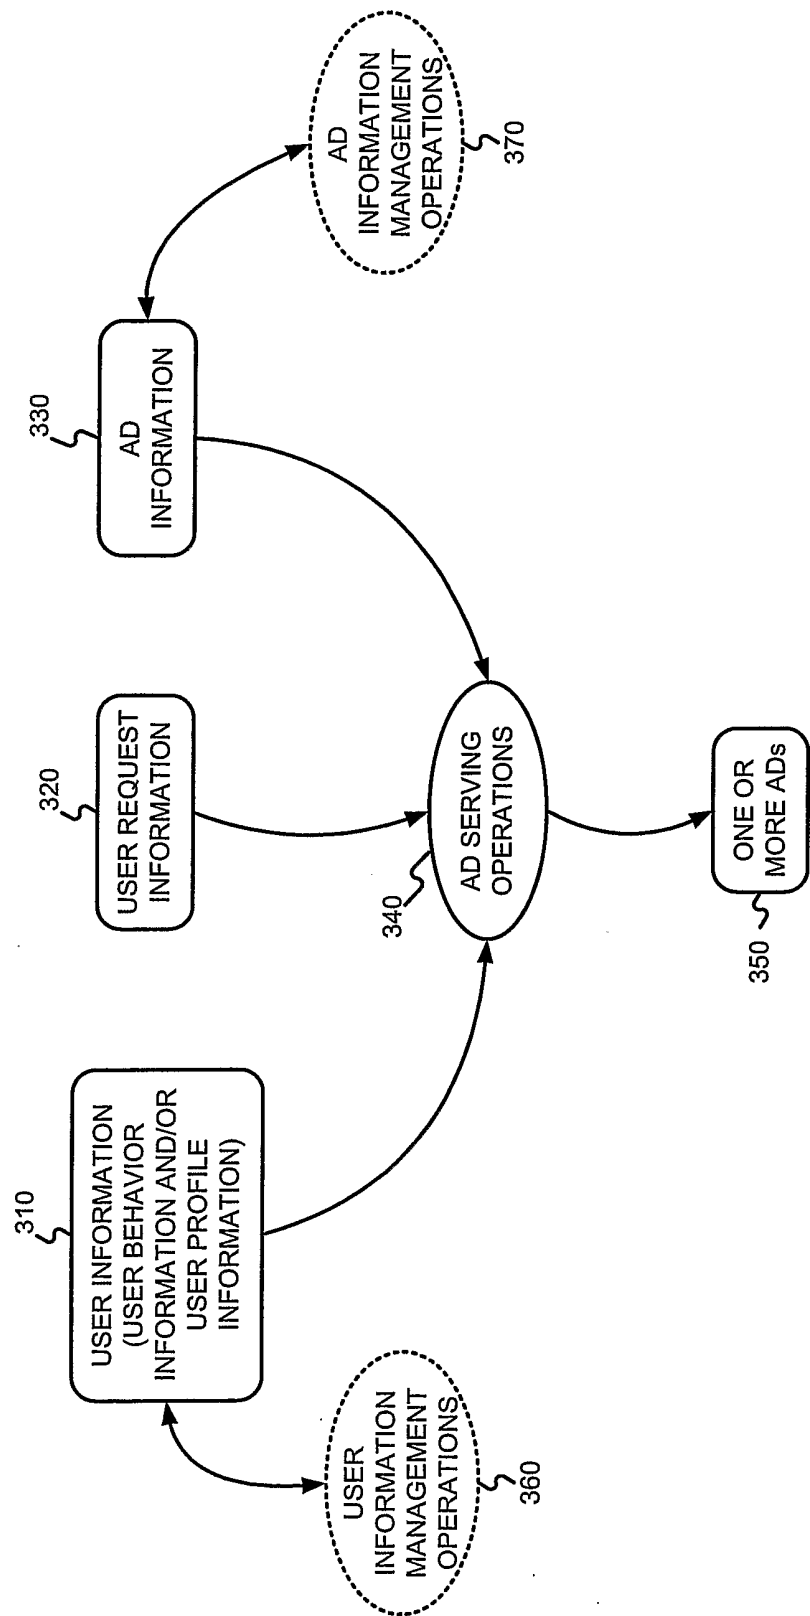 310
USER INFORMATION
(USER BEHAVIOR
INFORMATION AND/OR
USER PROFILE
INFORMATION)
320
USER REQUEST
INFORMATION
330
AD
INFORMATION
USER
INFORMATION
MANAGEMENT
OPERATIONS
360
340
AD SERVING
OPERATIONS
AD
INFORMATION
MANAGEMENT
OPERATIONS
370
350
ONE OR
MORE ADs